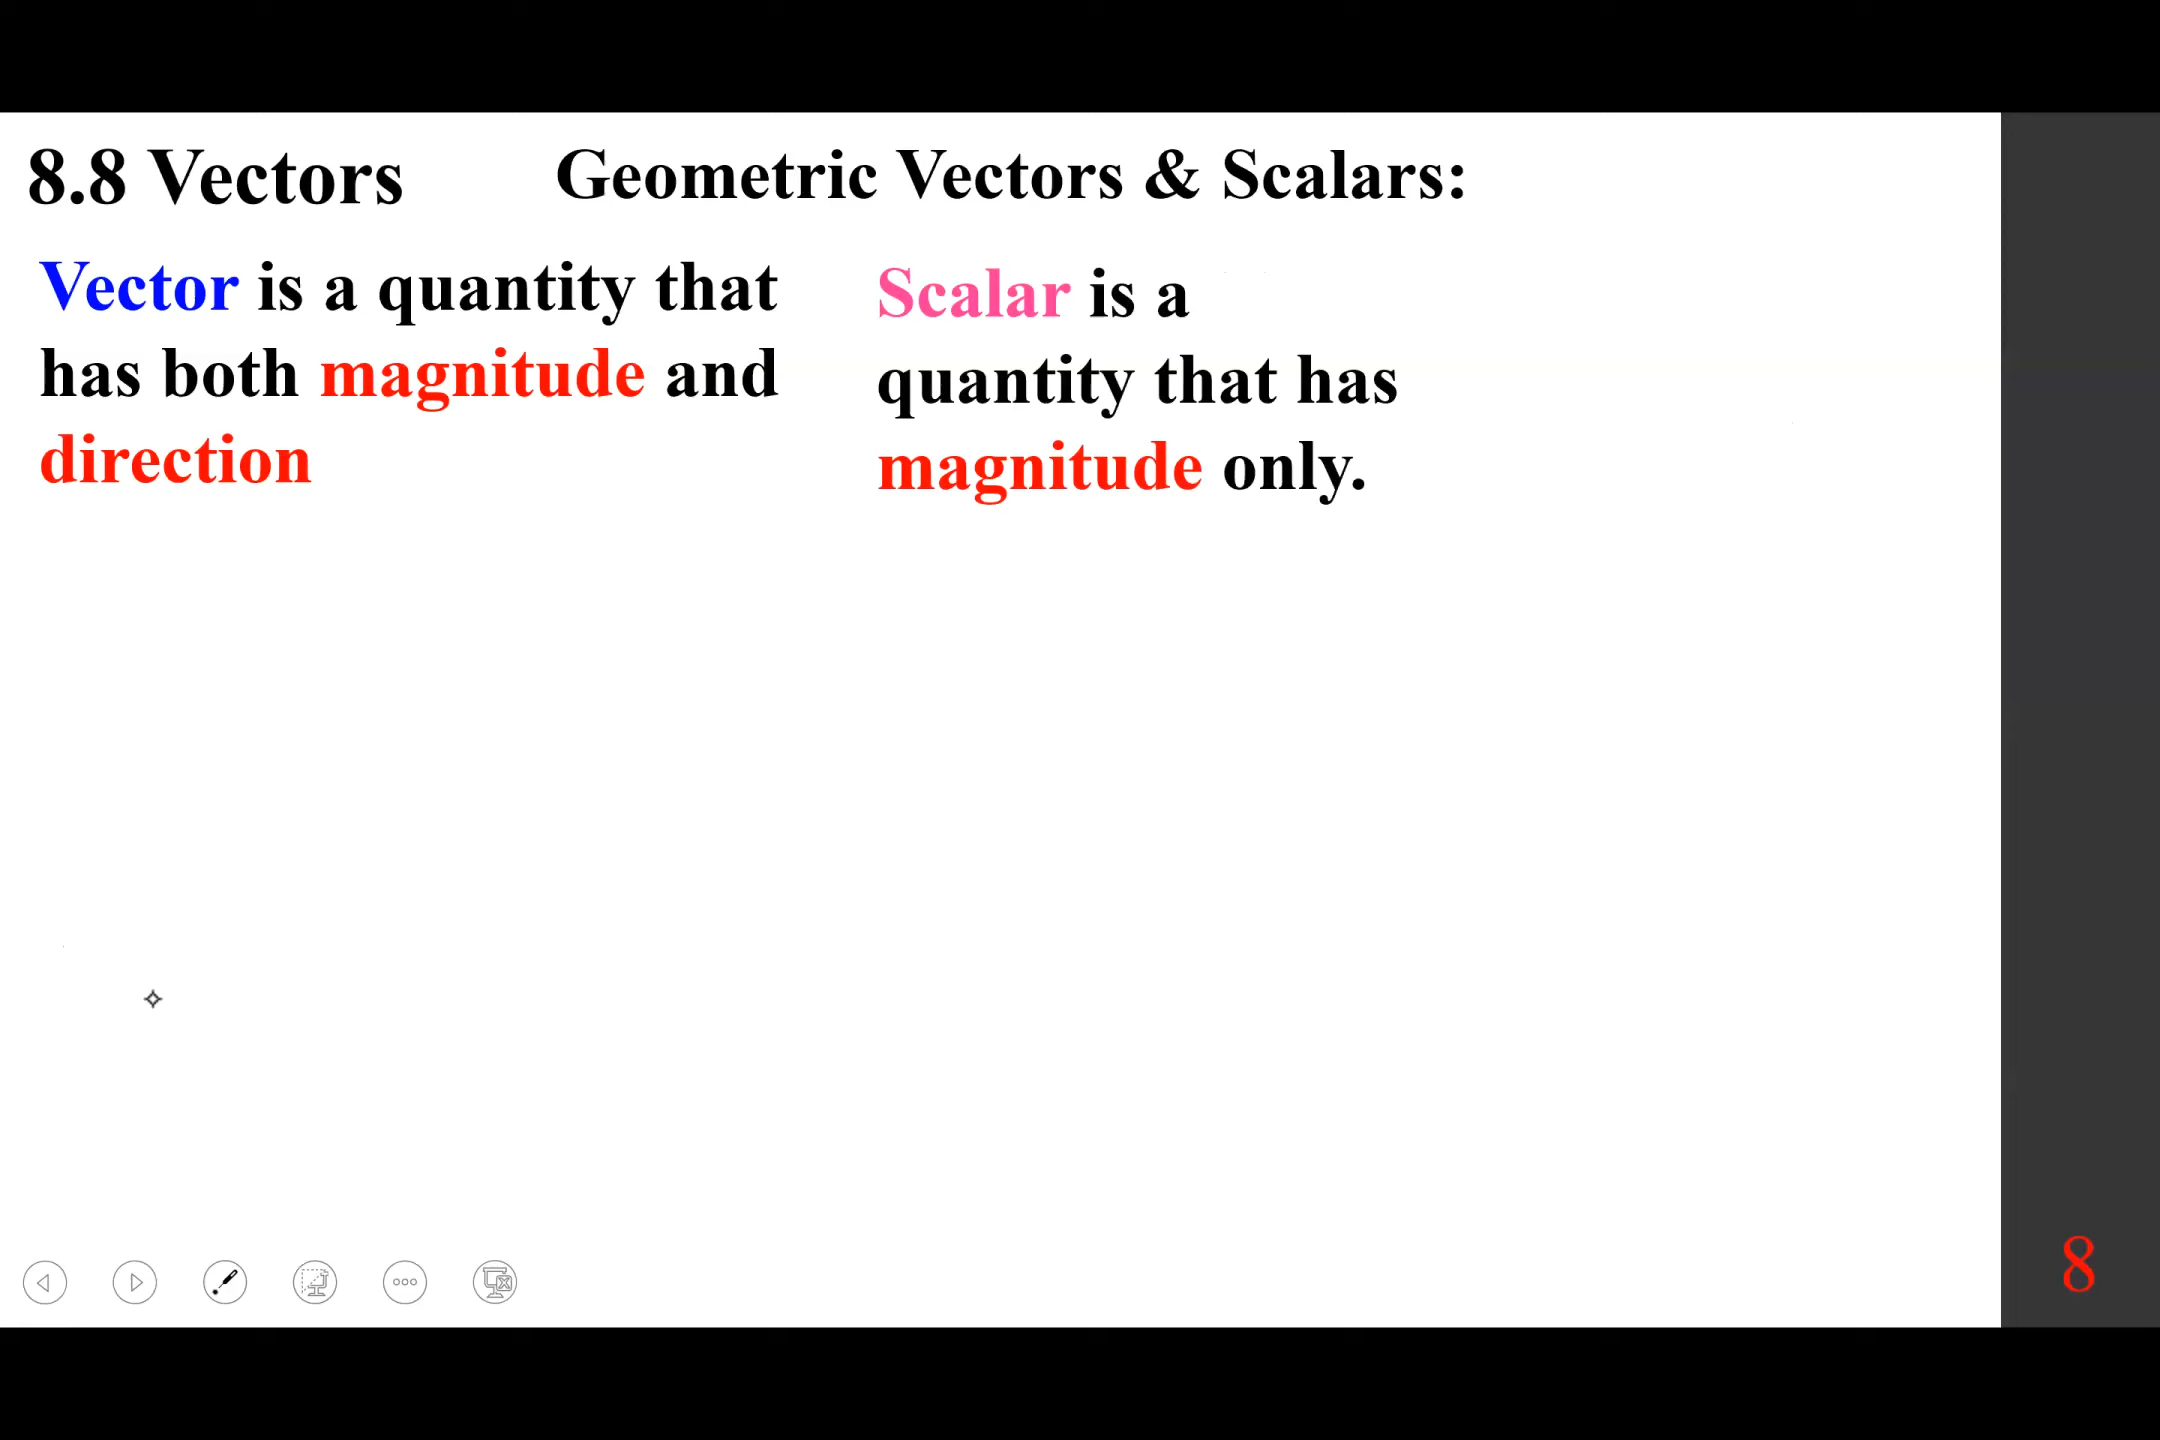 8.8 Vectors
Geometric Vectors & Scalars:
Vector is a quantity that
has both magnitude and
direction
Scalar is a
quantity that has
magnitude only.
8